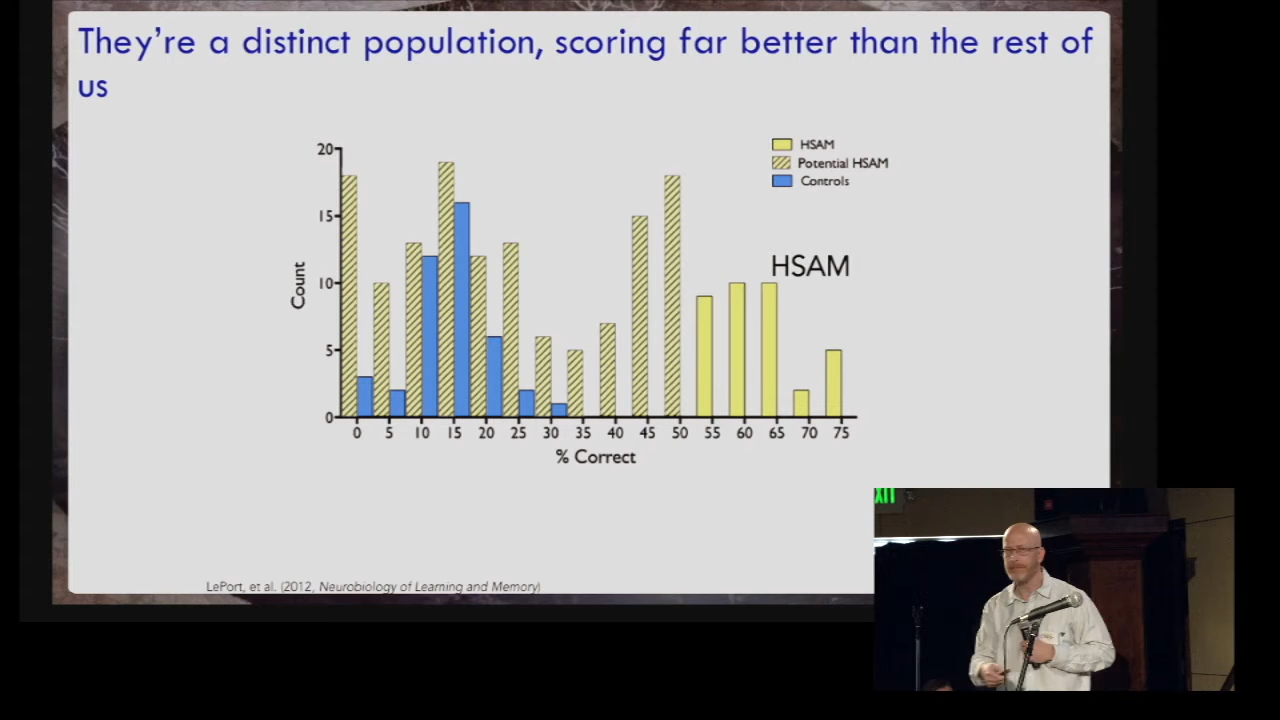 They're a distinct population, scoring far better than the rest of
us
HSAM
Potential HSAM
Controls
HSAM
Count
20
15
10
5
0
0 5 10 15 20 25 30 35 40 45 50 55 60 65 70 75
% Correct
LePort, et al. (2012, Neurobiology of Learning and Memory)
XIT